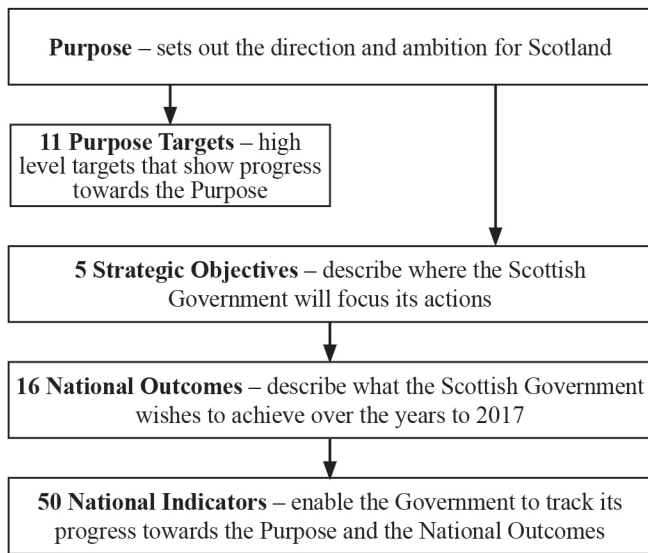 Purpose – sets out the direction and ambition for Scotland
11 Purpose Targets – high
level targets that show progress
towards the Purpose
5 Strategic Objectives – describe where the Scottish
Government will focus its actions
16 National Outcomes – describe what the Scottish Government
wishes to achieve over the years to 2017
50 National Indicators – enable the Government to track its
progress towards the Purpose and the National Outcomes